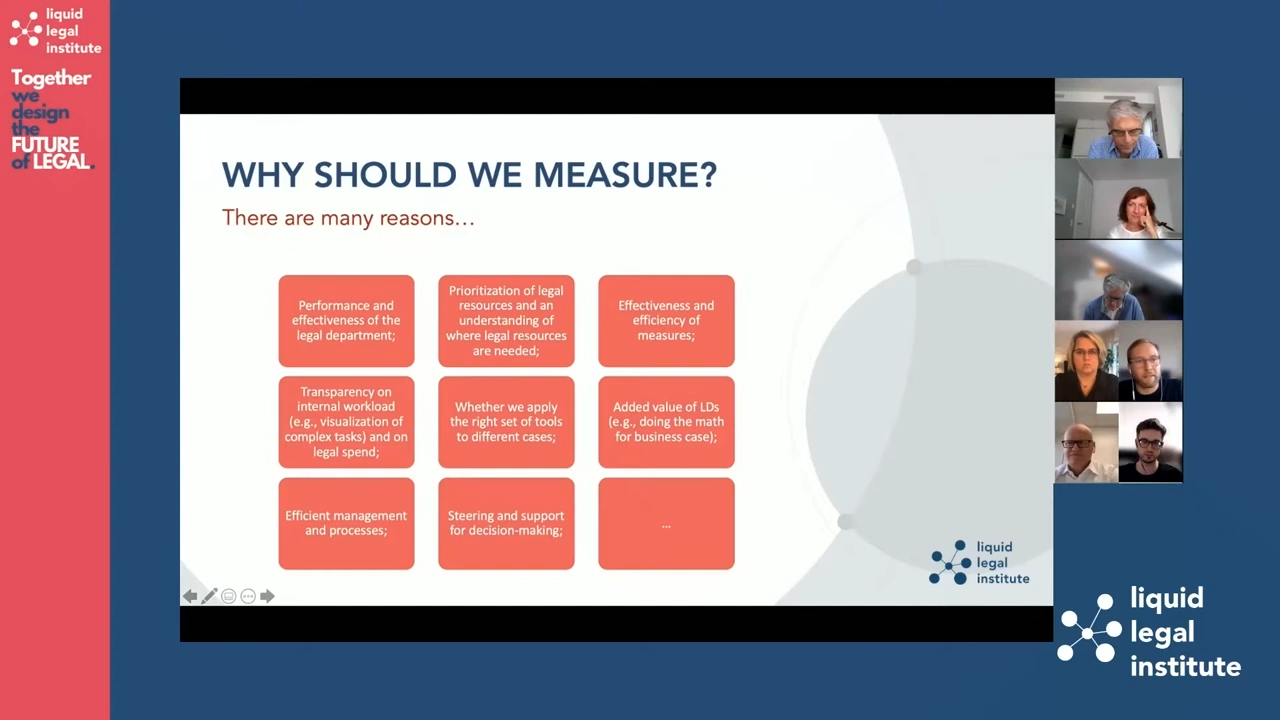 liquid
legal
institute
Together
we
design
the
FUTURE
of LEGAL.
WHY SHOULD WE MEASURE?
There are many reasons…
Performance and
effectiveness of the
legal department;
Prioritization of legal
resources and an
understanding of
where legal resources
are needed;
Effectiveness and
efficiency of
measures;
Transparency on
internal workload
(e.g., visualization of
complex tasks) and on
legal spend;
Whether we apply
the right set of tools
to different cases;
Added value of LDs
(e.g., doing the math
for business case);
Efficient management
and processes;
Steering and support
for decision-making;
…
liquid
legal
institute
liquid
legal
institute